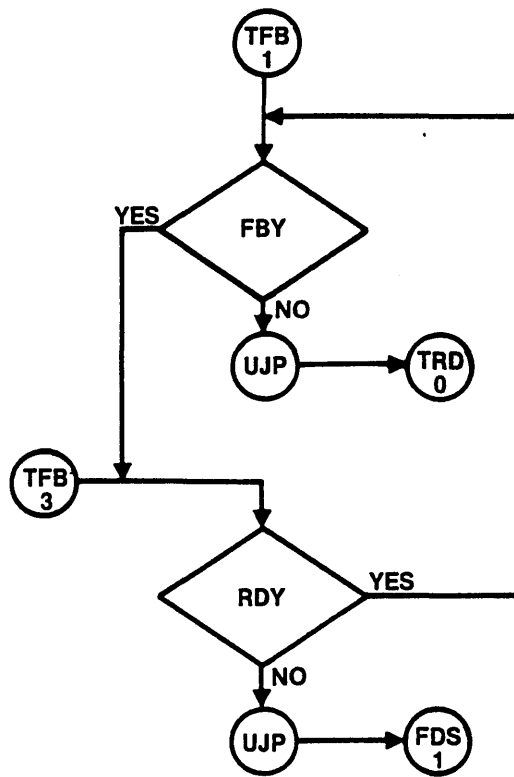 TFB
1
YES
FBY
NO
UJP
TRD
0
TFB
3
RDY
YES
NO
UJP
FDS
1